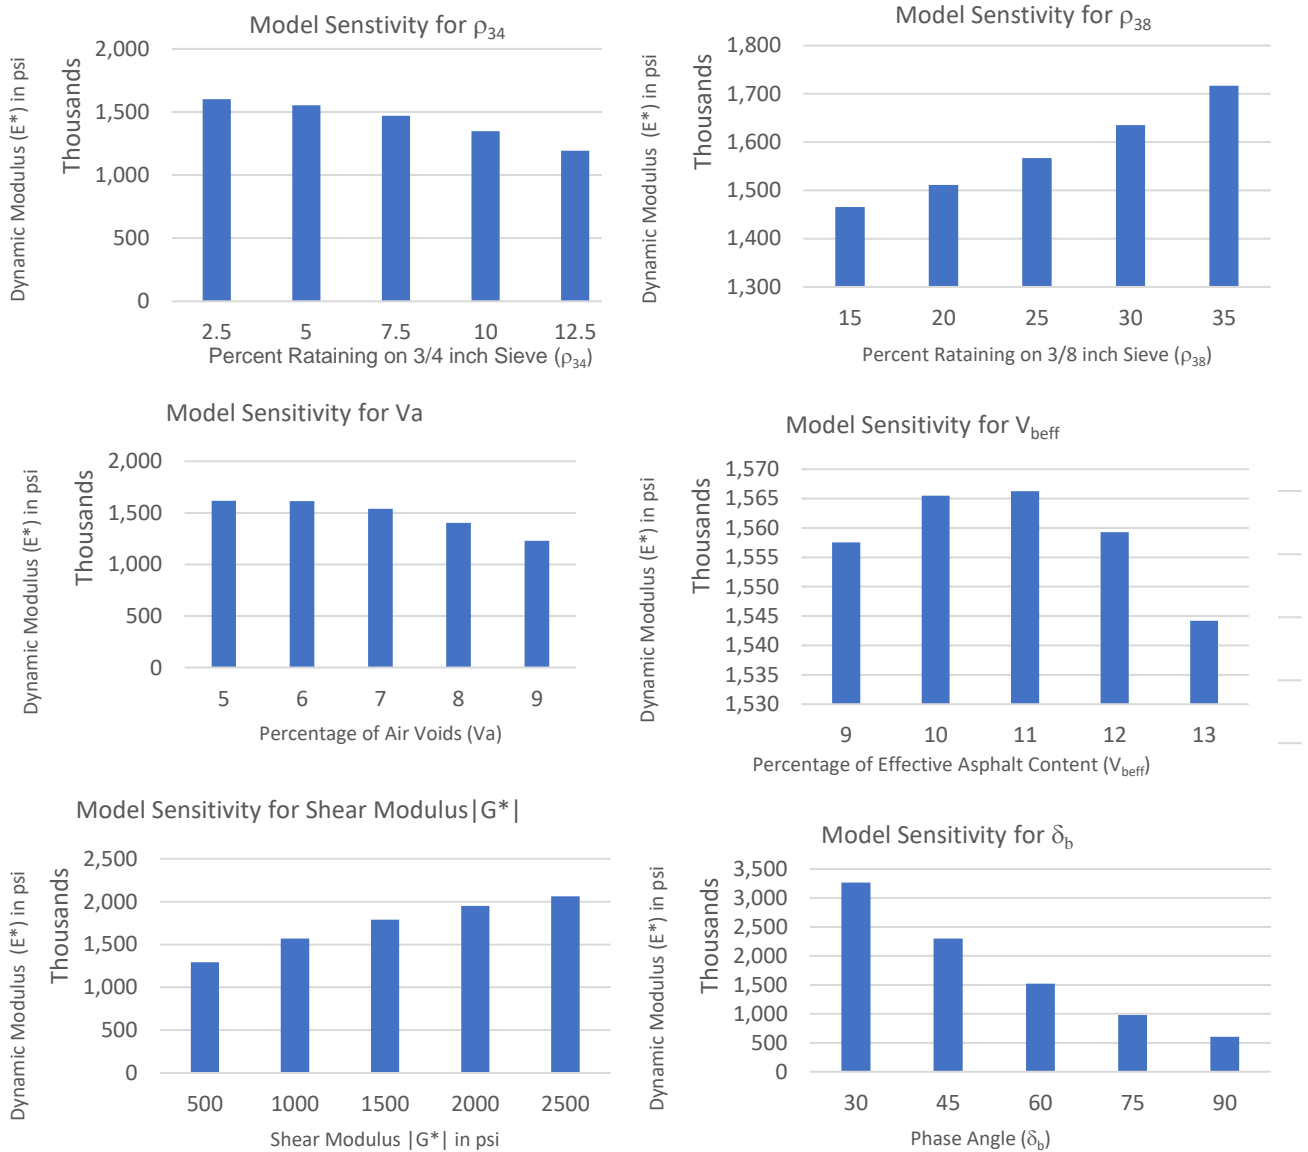 Model Senstivity for ρ34
Dynamic Modulus (E*) in psi
Thousands
2,000
1,500
1,000
500
0
2.5 5 7.5 10 12.5
Percent Rataining on 3/4 inch Sieve (ρ34)
Model Senstivity for ρ38
Dynamic Modulus (E*) in psi
Thousands
1,800
1,700
1,600
1,500
1,400
1,300
15 20 25 30 35
Percent Rataining on 3/8 inch Sieve (ρ38)
Model Sensitivity for Va
Dynamic Modulus (E*) in psi
Thousands
2,000
1,500
1,000
500
0
5 6 7 8 9
Percentage of Air Voids (Va)
Model Sensitivity for Vbeff
Dynamic Modulus (E*) in psi
Thousands
1,570
1,565
1,560
1,555
1,550
1,545
1,540
1,535
1,530
9 10 11 12 13
Percentage of Effective Asphalt Content (Vbeff)
Model Sensitivity for Shear Modulus|G*|
Dynamic Modulus (E*) in psi
Thousands
2,500
2,000
1,500
1,000
500
0
500 1000 1500 2000 2500
Shear Modulus |G*| in psi
Model Sensitivity for δb
Dynamic Modulus (E*) in psi
Thousands
3,500
3,000
2,500
2,000
1,500
1,000
500
0
30 45 60 75 90
Phase Angle (δb)